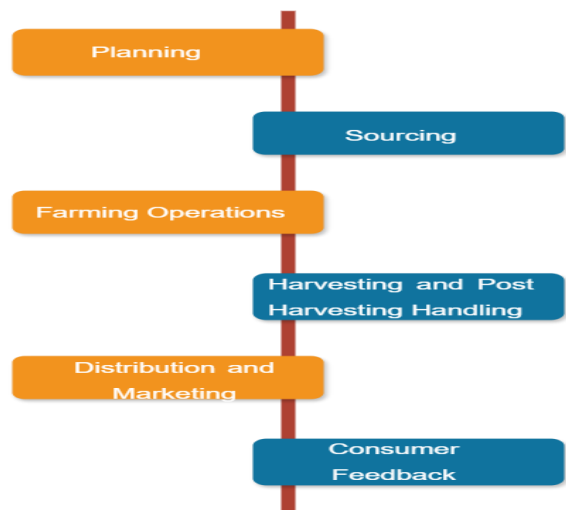 Planning
Sourcing
Farming Operations
Harvesting and Post
Harvesting Handling
Distribution and
Marketing
Consumer
Feedback